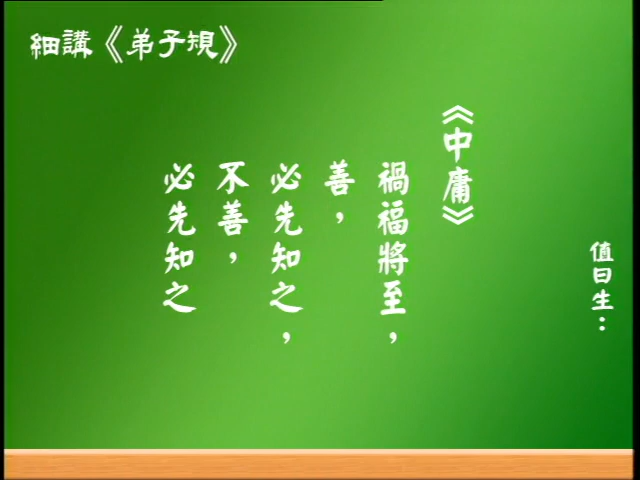 細講《弟子規》
《中庸》
禍福將至，
善，
必先知之，
不善，
必先知之
值日生：